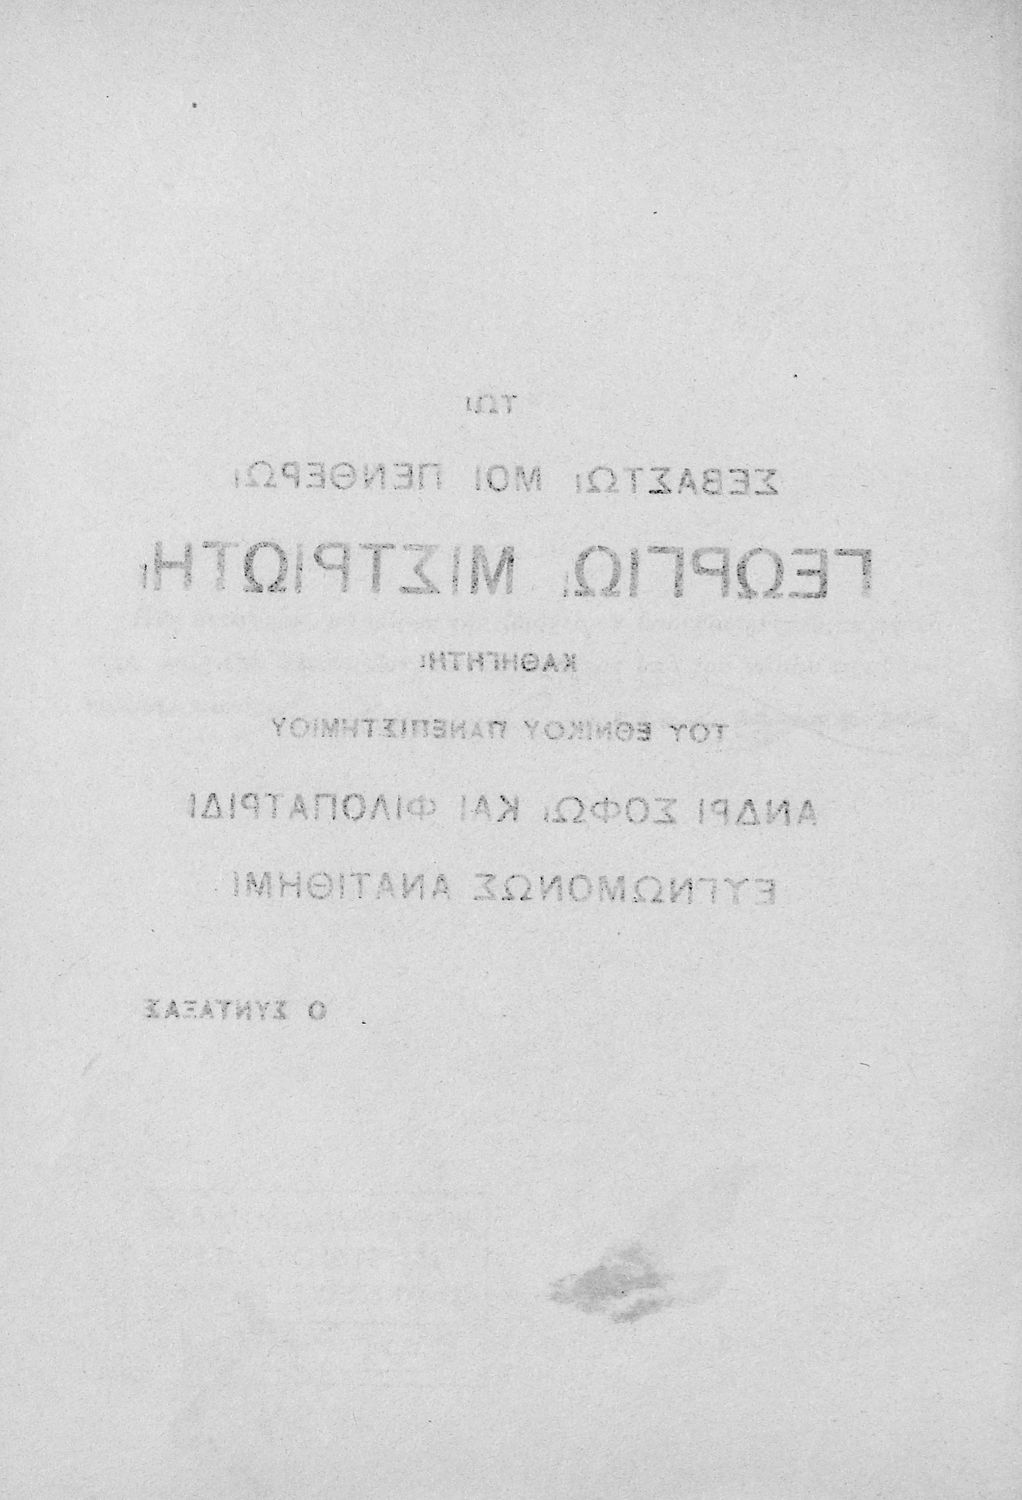 ΤΩΙ
ΣΕΒΑΣΤΩΙ ΜΟΙ ΠΕΝΘΕΡΩΙ
ΓΕΩΡΓΙΩΙ ΜΙΣΤΡΙΩΤΗΙ
ΚΑΘΗΓΗΤΗΙ
ΤΟΥ ΕΘΝΙΚΟΥ ΠΑΝΕΠΙΣΤΗΜΙΟΥ
ΑΝΔΡΙ ΣΟΦΩΙ ΚΑΙ ΦΙΛΟΠΑΤΡΙΔΙ
ΕΥΓΝΩΜΟΝΩΣ ΑΝΑΤΙΘΗΜΙ
Ο ΣΥΝΤΑΞΑΣ